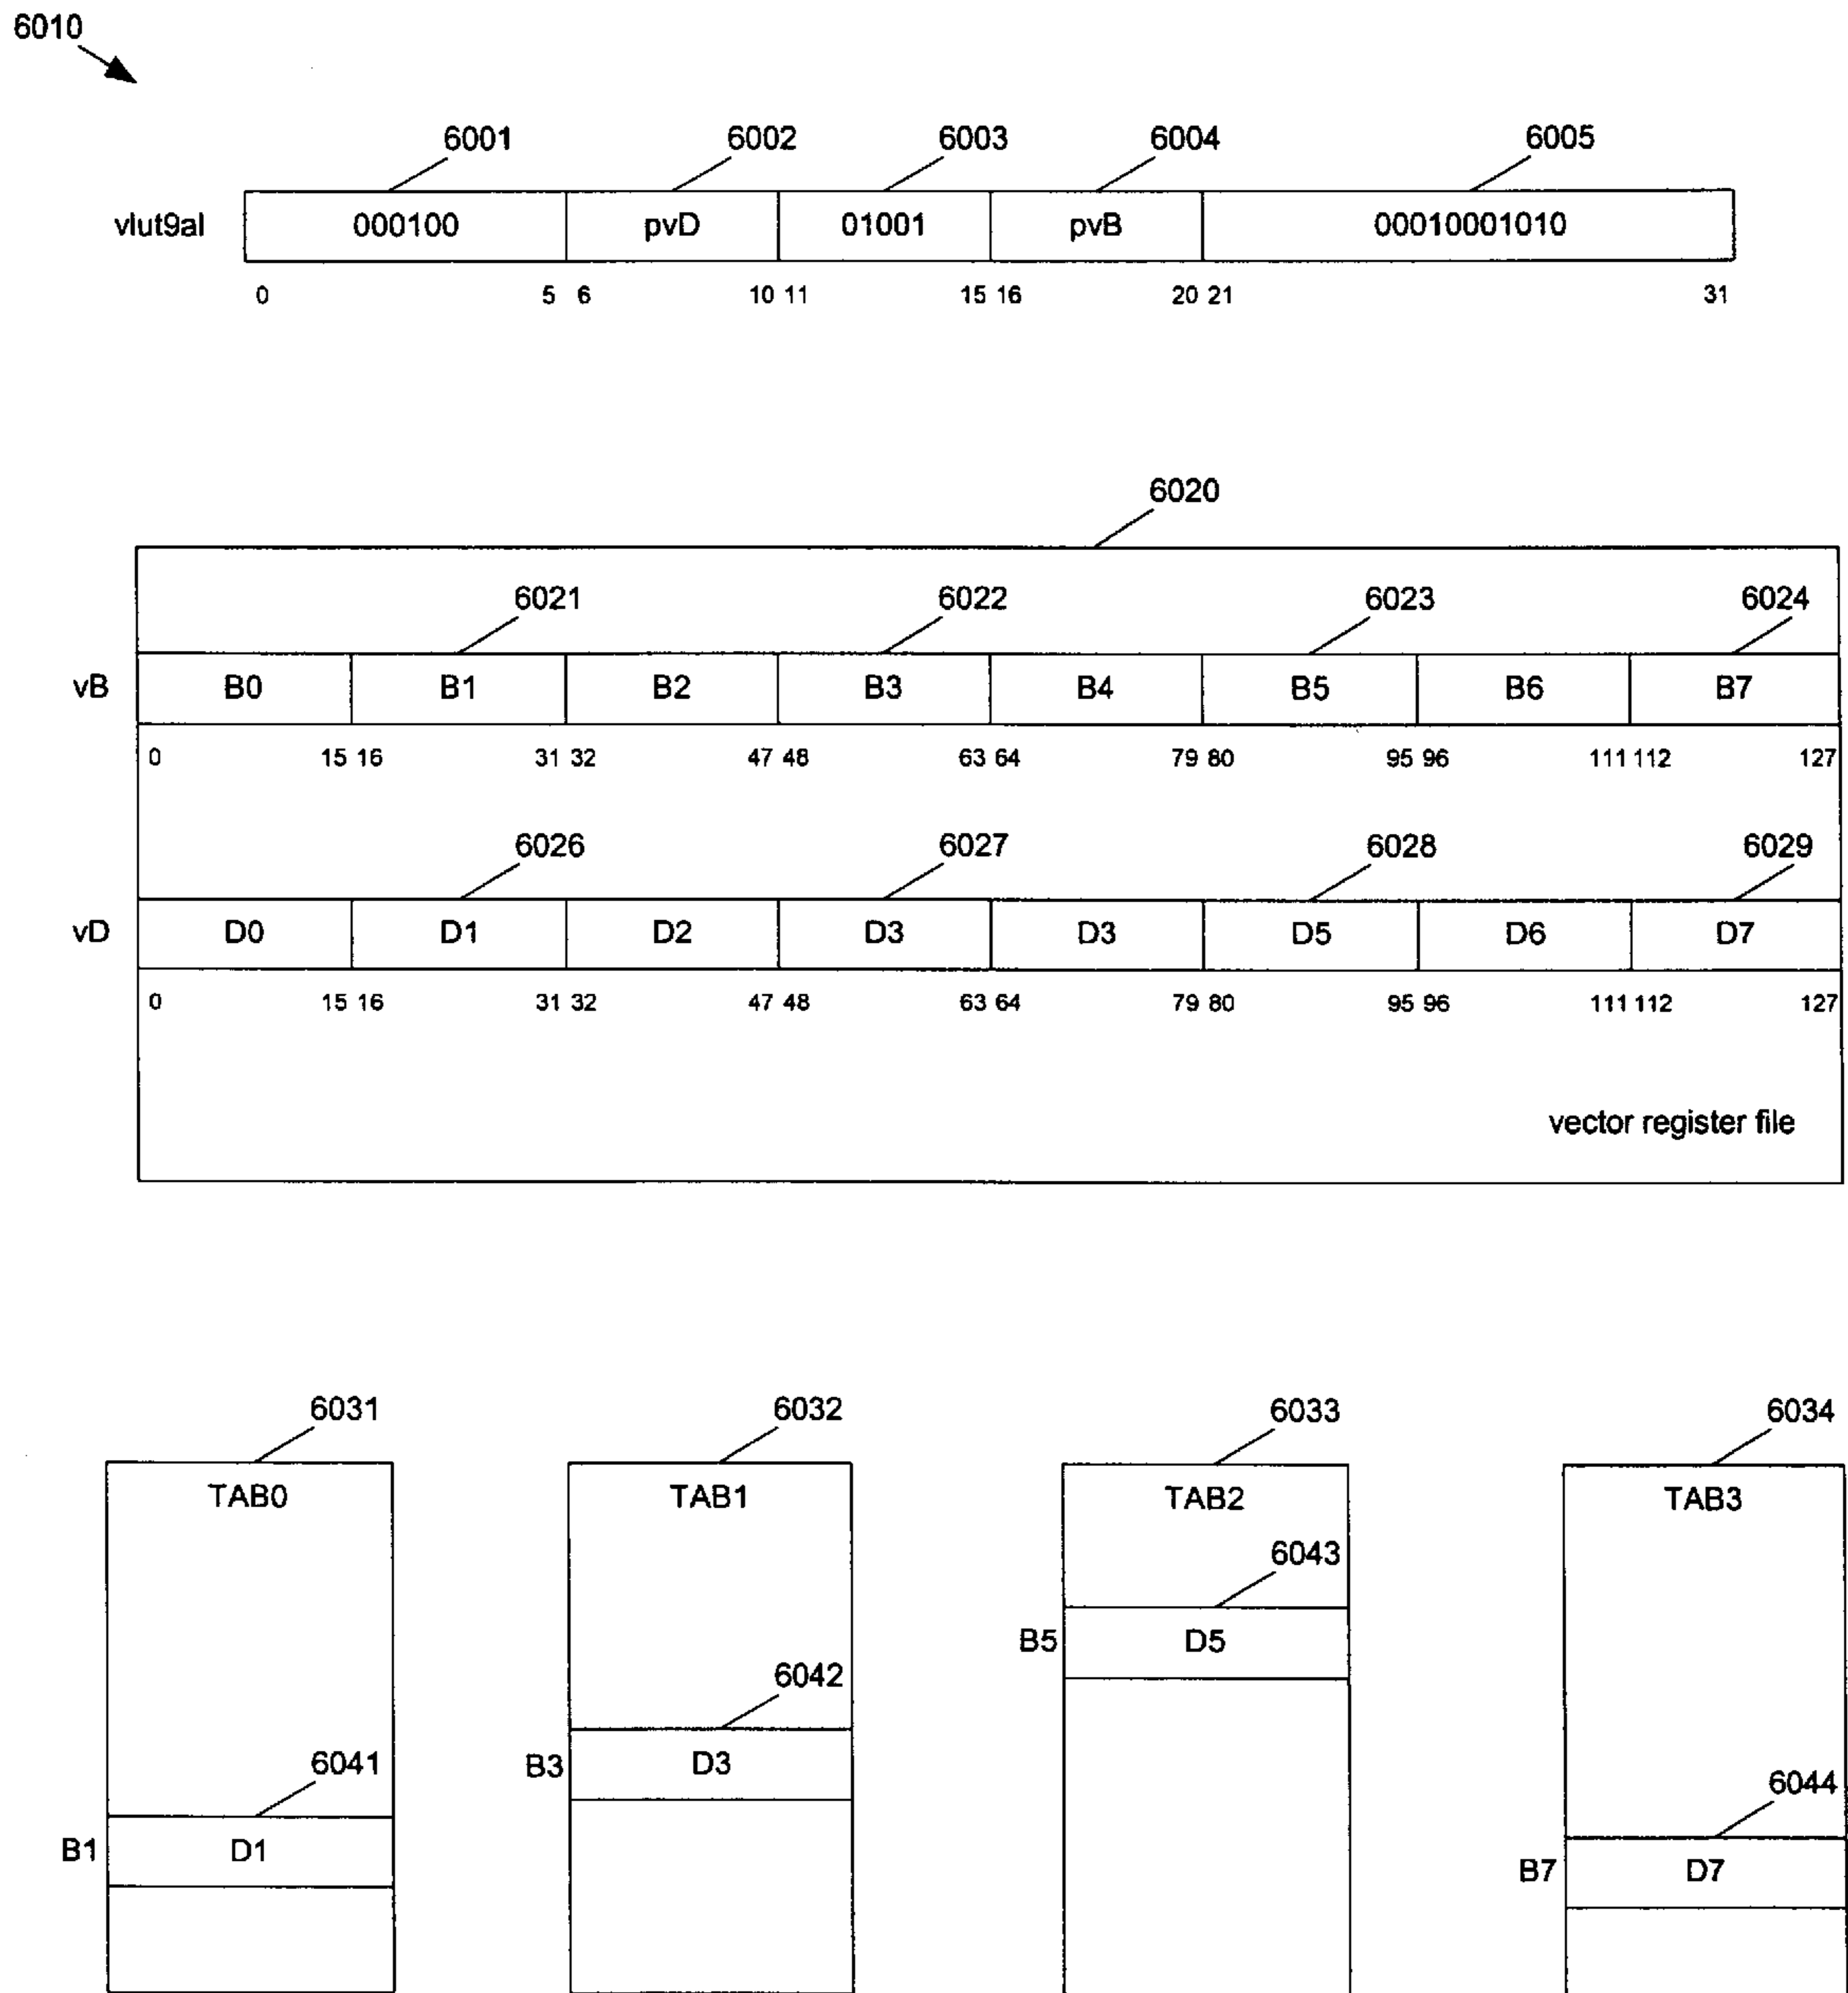 6010
6001 6002 6003 6004 6005
vlut9al 000100 pvD 01001 pvB 00010001010
0 5 6 10 11 15 16 20 21 31
6020
6021 6022 6023 6024
vB B0 B1 B2 B3 B4 B5 B6 B7
0 15 16 31 32 47 48 63 64 79 80 95 96 111 112 127
6026 6027 6028 6029
vD D0 D1 D2 D3 D3 D5 D6 D7
0 15 16 31 32 47 48 63 64 79 80 95 96 111 112 127
vector register file
6031 6032 6033 6034
TAB0 TAB1 TAB2 TAB3
6043
B5 D5
6042
B3 D3
6041 6044
B1 D1 B7 D7